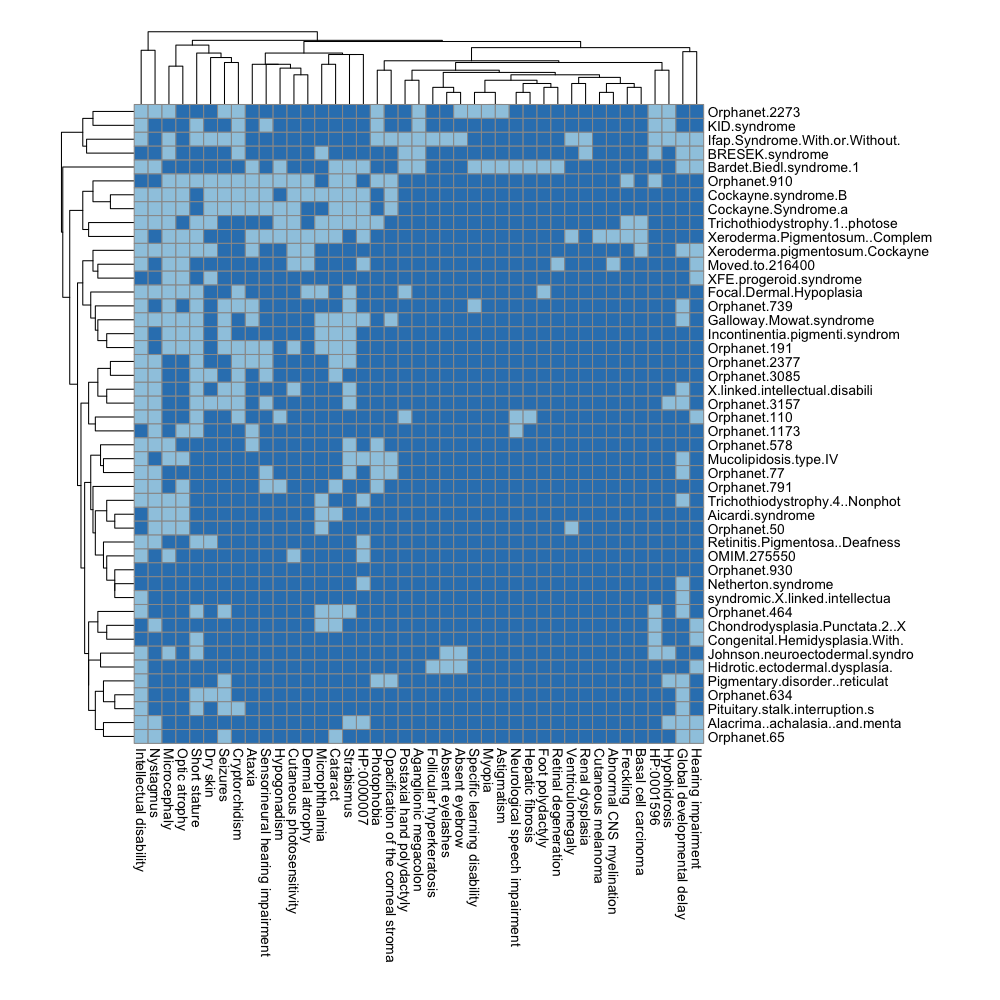 Orphanet.2273
KID.syndrome
Ifap.Syndrome.With.or.Without.
BRESEK.syndrome
Bardet.Biedl.syndrome.1
Orphanet.910
Cockayne.syndrome.B
Cockayne.Syndrome.a
Trichothiodystrophy.1..photose
Xeroderma.Pigmentosum..Complem
Xeroderma.pigmentosum.Cockayne
Moved.to.216400
XFE.progeroid.syndrome
Focal.Dermal.Hypoplasia
Orphanet.739
Galloway.Mowat.syndrome
Incontinentia.pigmenti.syndrom
Orphanet.191
Orphanet.2377
Orphanet.3085
X.linked.intellectual.disabili
Orphanet.3157
Orphanet.110
Orphanet.1173
Orphanet.578
Mucolipidosis.type.IV
Orphanet.77
Orphanet.791
Trichothiodystrophy.4..Nonphot
Aicardi.syndrome
Orphanet.50
Retinitis.Pigmentosa..Deafness
OMIM.275550
Orphanet.930
Netherton.syndrome
syndromic.X.linked.intellectua
Orphanet.464
Chondrodysplasia.Punctata.2..X
Congenital.Hemidysplasia.With.
Johnson.neuroectodermal.syndro
Hidrotic.ectodermal.dysplasia.
Pigmentary.disorder..reticulat
Orphanet.634
Pituitary.stalk.interruption.s
Alacrima..achalasia..and.menta
Orphanet.65
Intellectual disability
Nystagmus
Microcephaly
Optic atrophy
Short stature
Dry skin
Seizures
Cryptorchidism
Ataxia
Sensorineural hearing impairment
Hypogonadism
Cutaneous photosensitivity
Dermal atrophy
Microphthalmia
Cataract
Strabismus
HP:0000007
Photophobia
Opacification of the corneal stroma
Postaxial hand polydactyly
Aganglionic megacolon
Follicular hyperkeratosis
Absent eyelashes
Absent eyebrow
Specific learning disability
Myopia
Astigmatism
Neurological speech impairment
Hepatic fibrosis
Foot polydactyly
Retinal degeneration
Ventriculomegaly
Renal dysplasia
Cutaneous melanoma
Abnormal CNS myelination
Freckling
Basal cell carcinoma
HP:0001596
Hypohidrosis
Global developmental delay
Hearing impairment